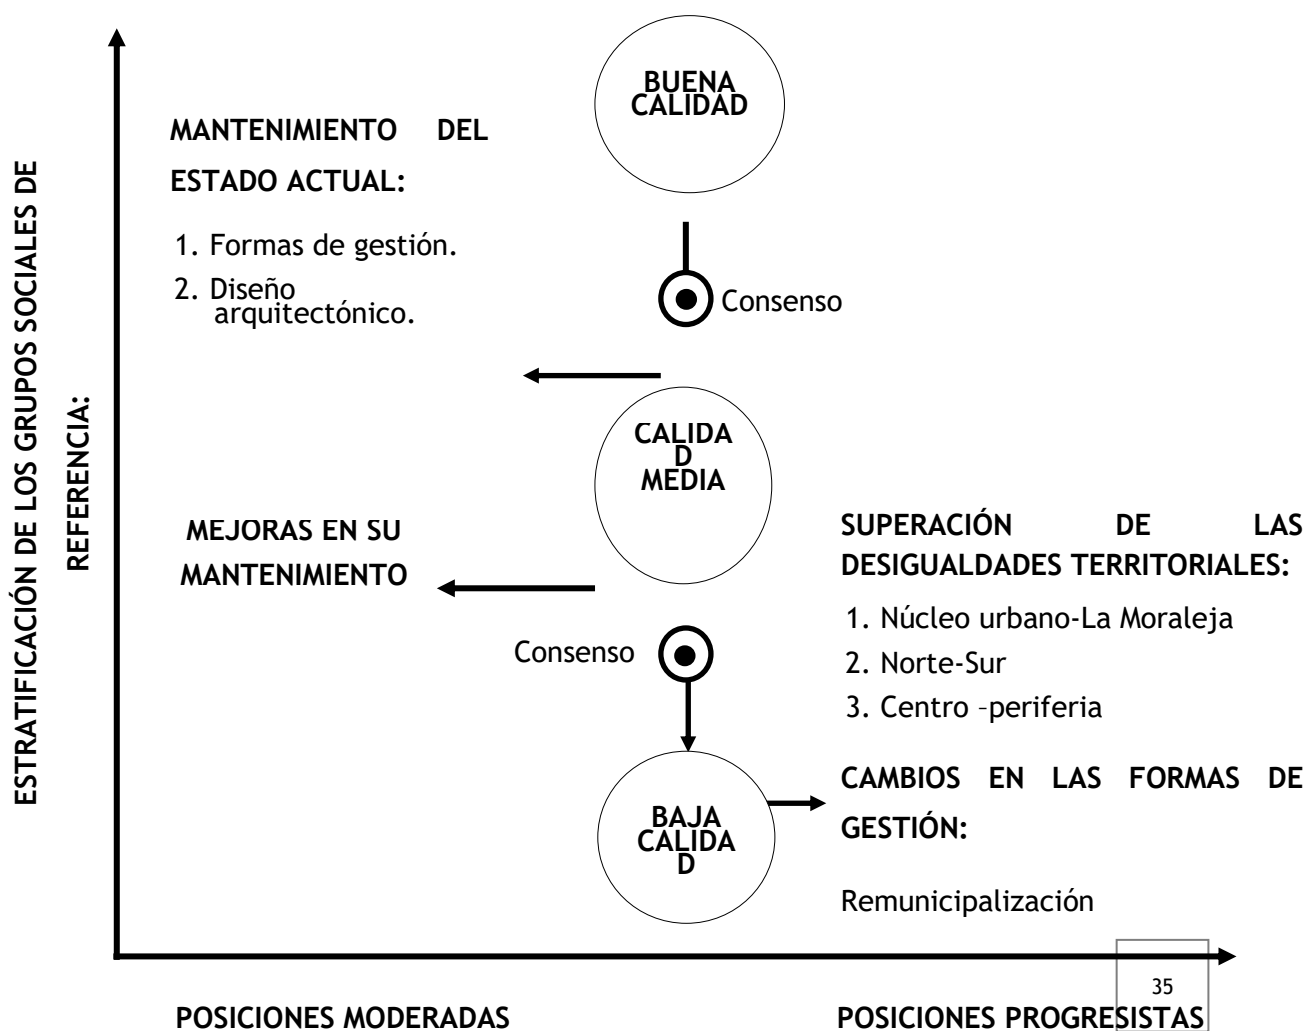 ESTRATIFICACIÓN DE LOS GRUPOS SOCIALES DE
REFERENCIA:
BUENA
CALIDAD
MANTENIMIENTO DEL
ESTADO ACTUAL:
1. Formas de gestión.
2. Diseño
arquitectónico.
Consenso
CALIDA
D
MEDIA
MEJORAS EN SU
MANTENIMIENTO
SUPERACIÓN DE LAS
DESIGUALDADES TERRITORIALES:
1. Núcleo urbano-La Moraleja
2. Norte-Sur
3. Centro –periferia
Consenso
BAJA
CALIDA
D
CAMBIOS EN LAS FORMAS DE
GESTIÓN:
Remunicipalización
35
POSICIONES MODERADAS
POSICIONES PROGRESISTAS